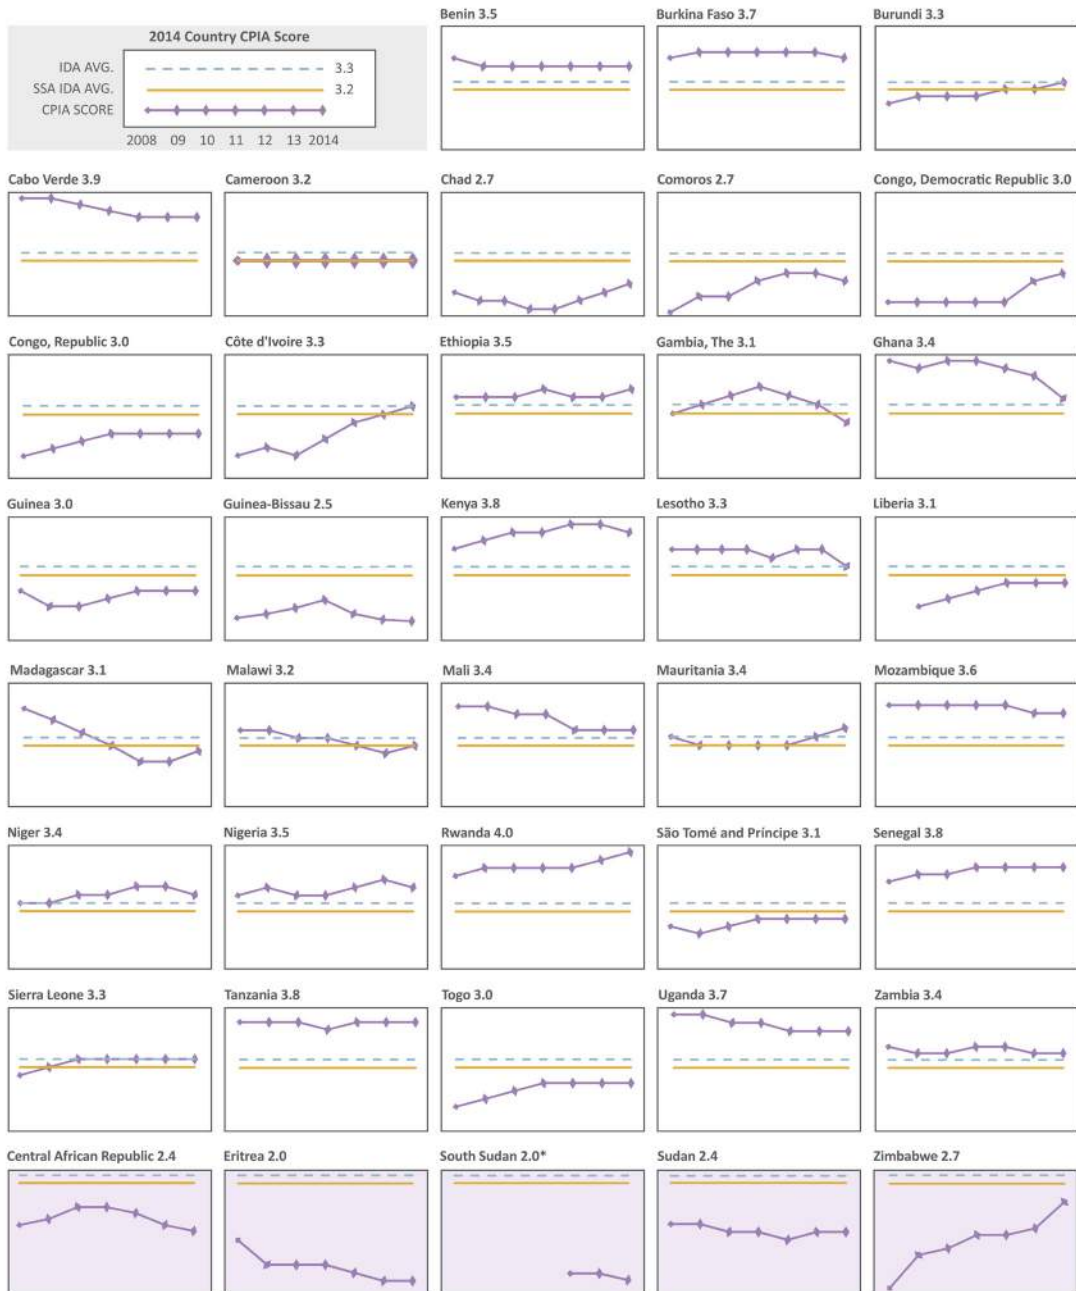 Benin 3.5
Burkina Faso 3.7
Burundi 3.3
2014 Country CPIA Score
IDA AVG.
3.3
SSA IDA AVG.
3.2
CPIA SCORE
2008 09 10 11 12 13 2014
Cabo Verde 3.9
Cameroon 3.2
Chad 2.7
Comoros 2.7
Congo, Democratic Republic 3.0
Congo, Republic 3.0
Côte d'Ivoire 3.3
Ethiopia 3.5
Gambia, The 3.1
Ghana 3.4
Guinea 3.0
Guinea-Bissau 2.5
Kenya 3.8
Lesotho 3.3
Liberia 3.1
Madagascar 3.1
Malawi 3.2
Mali 3.4
Mauritania 3.4
Mozambique 3.6
Niger 3.4
Nigeria 3.5
Rwanda 4.0
São Tomé and Príncipe 3.1
Senegal 3.8
Sierra Leone 3.3
Tanzania 3.8
Togo 3.0
Uganda 3.7
Zambia 3.4
Central African Republic 2.4
Eritrea 2.0
South Sudan 2.0*
Sudan 2.4
Zimbabwe 2.7